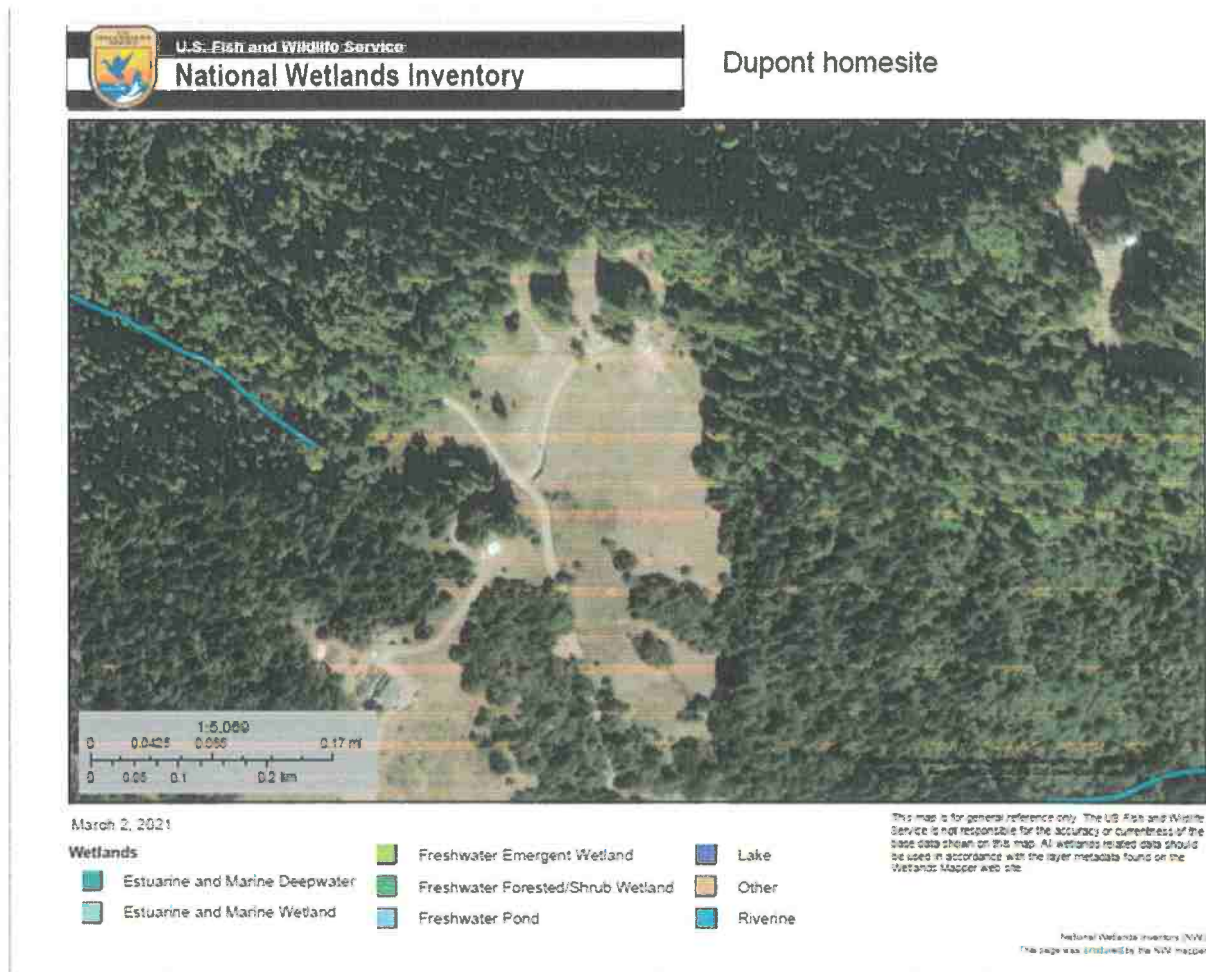 U.S. Fish and Wildlife Service
National Wetlands Inventory
Dupont homesite
1:5,069
0 0.0425 0.085 0.17 mi
0 0.05 0.1 0.2 km
March 2, 2021
Wetlands
Estuarine and Marine Deepwater
Estuarine and Marine Wetland
Freshwater Emergent Wetland
Freshwater Forested/Shrub Wetland
Freshwater Pond
Lake
Other
Riverine
This map is for general reference only. The US Fish and Wildlife
Service is not responsible for the accuracy or currentness of the
base data shown on this map. All wetlands related data should
be used in accordance with the layer metadata found on the
Wetlands Mapper web site.
National Wetlands Inventory (NWI)
This page was produced by the NWI mapper